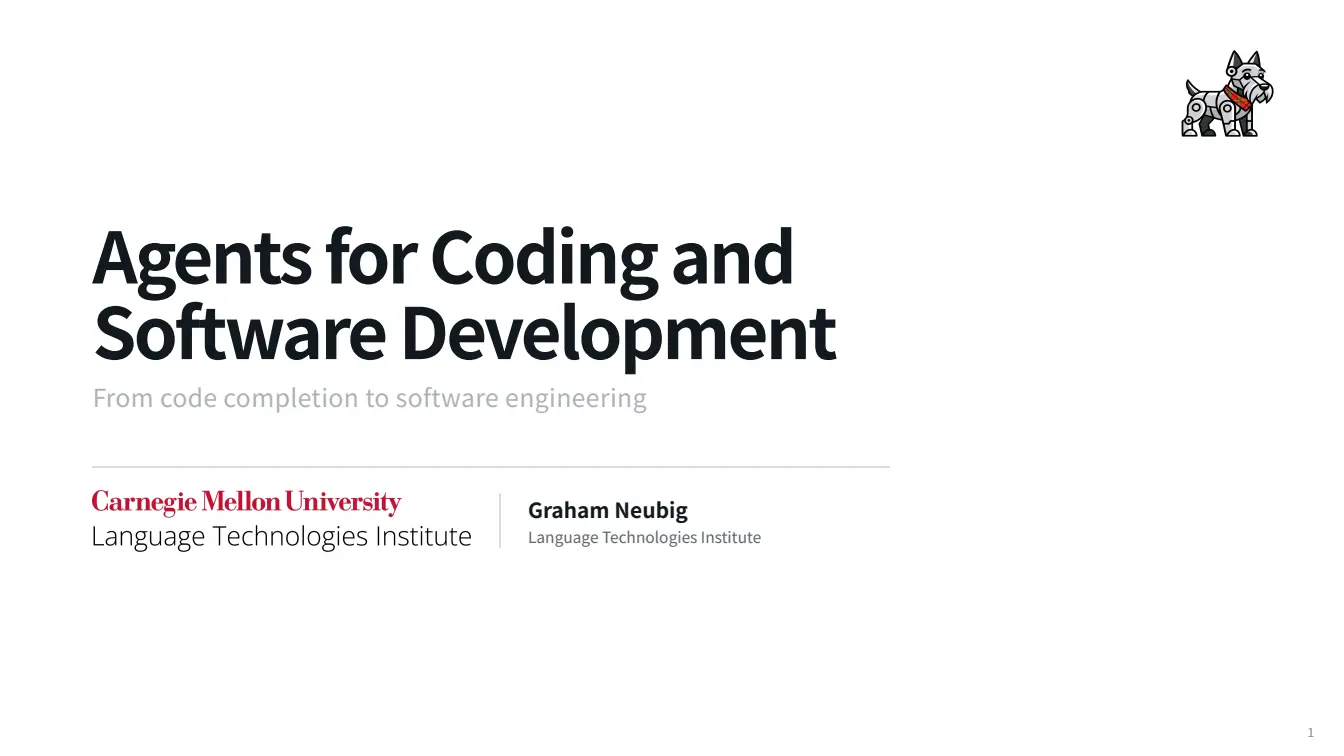 Agents for Coding and
Software Development
From code completion to software engineering
Carnegie Mellon University
Language Technologies Institute
Graham Neubig
Language Technologies Institute
1